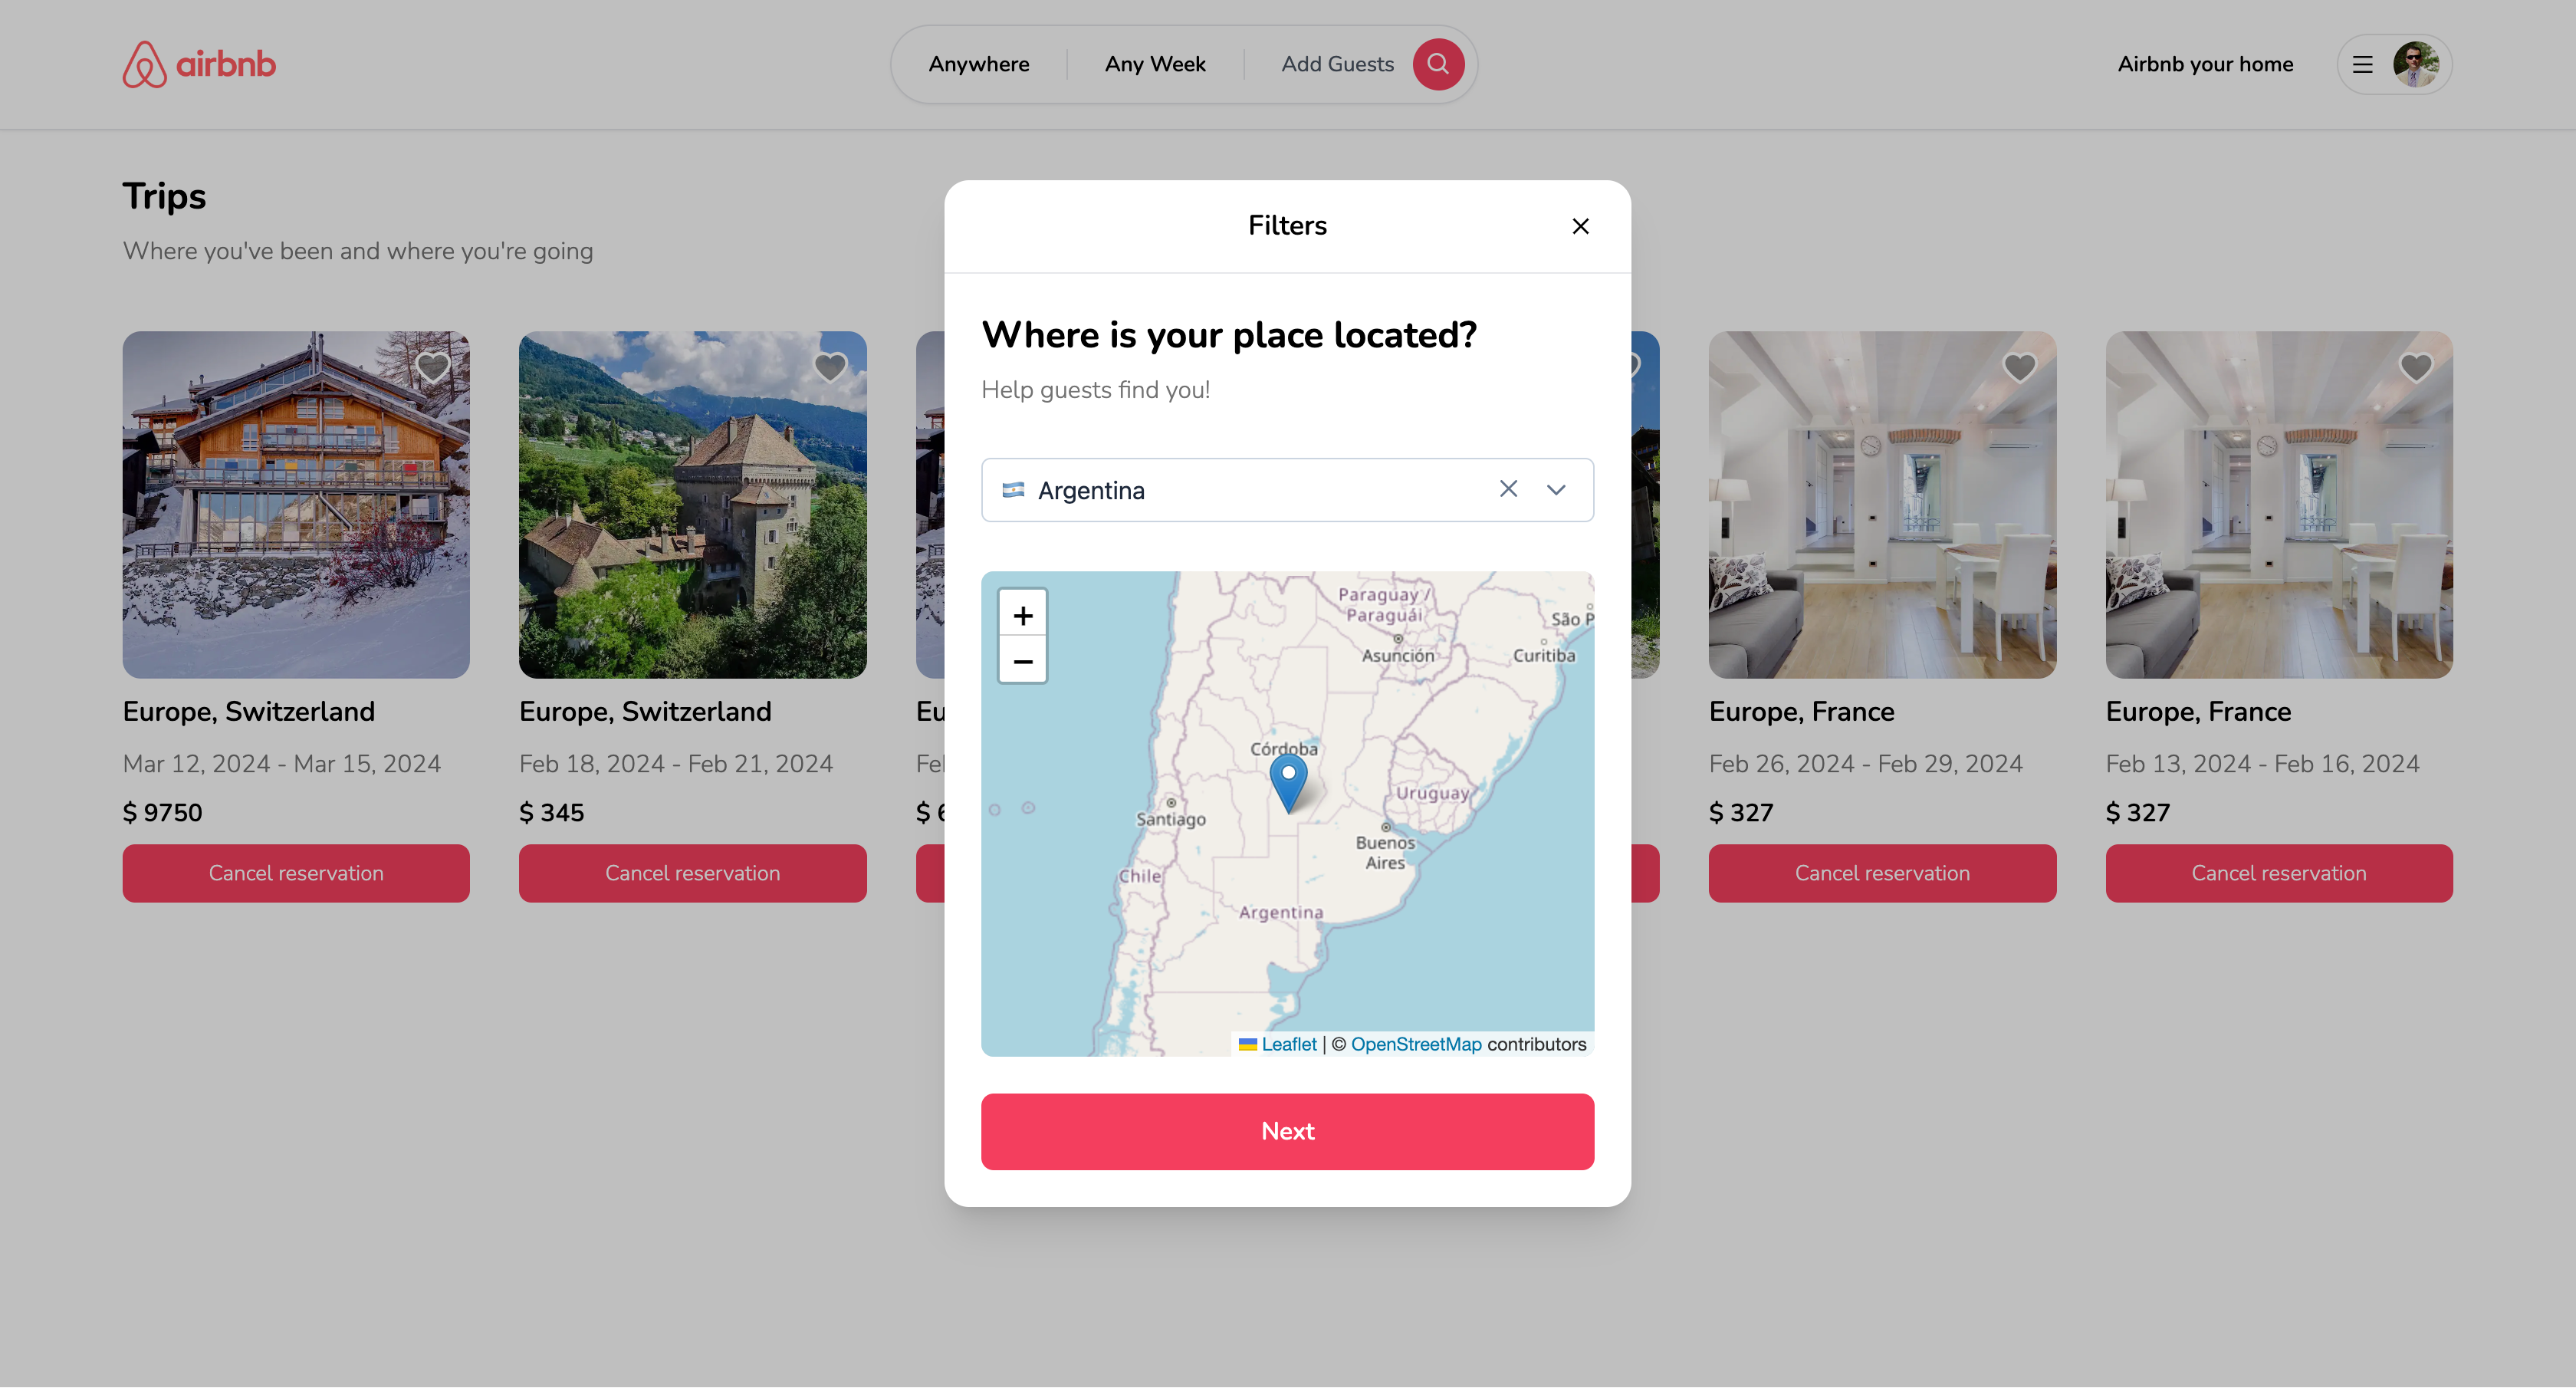 airbnb
Anywhere
Any Week
Add Guests
Airbnb your home
Trips
Where you've been and where you're going
Filters
Where is your place located?
Help guests find you!
Argentina
+
−
Paraguay /
Paraguái
São P
Asunción
Curitiba
Córdoba
Uruguay
Santiago
Buenos
Aires
Chile
Argentina
Leaflet | © OpenStreetMap contributors
Next
Europe, Switzerland
Mar 12, 2024 - Mar 15, 2024
$ 9750
Cancel reservation
Europe, Switzerland
Feb 18, 2024 - Feb 21, 2024
$ 345
Cancel reservation
Eu
Fel
$ 6
Europe, France
Feb 26, 2024 - Feb 29, 2024
$ 327
Cancel reservation
Europe, France
Feb 13, 2024 - Feb 16, 2024
$ 327
Cancel reservation